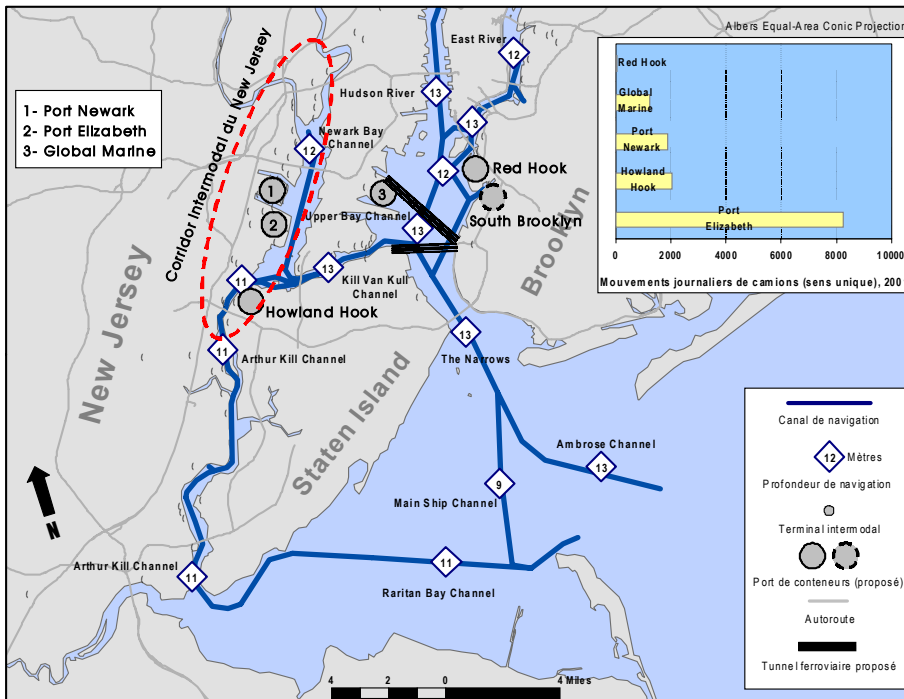 Albers Equal-Area Conic Projection
East River
12
Red Hook
Global
Marine
Port
Newark
Howland
Hook
Port
Elizabeth
0
2000
4000
6000
8000
10000
Mouvements journaliers de camions (sens unique), 200
1- Port Newark
2- Port Elizabeth
3- Global Marine
Corridor Intermodal du New Jersey
Hudson River
13
13
Newark Bay
Channel
12
12
Red Hook
1
3
South Brooklyn
2
Upper Bay Channel
13
Brooklyn
11
13
Kill Van Kull
Channel
Howland Hook
New Jersey
11
Arthur Kill Channel
13
The Narrows
Staten Island
Ambrose Channel
13
9
Main Ship Channel
N
Arthur Kill Channel
11
11
Raritan Bay Channel
Canal de navigation
12 Mètres
Profondeur de navigation
Terminal intermodal
Port de conteneurs (proposé)
Autoroute
Tunnel ferroviaire proposé
4 2 0 4 Miles